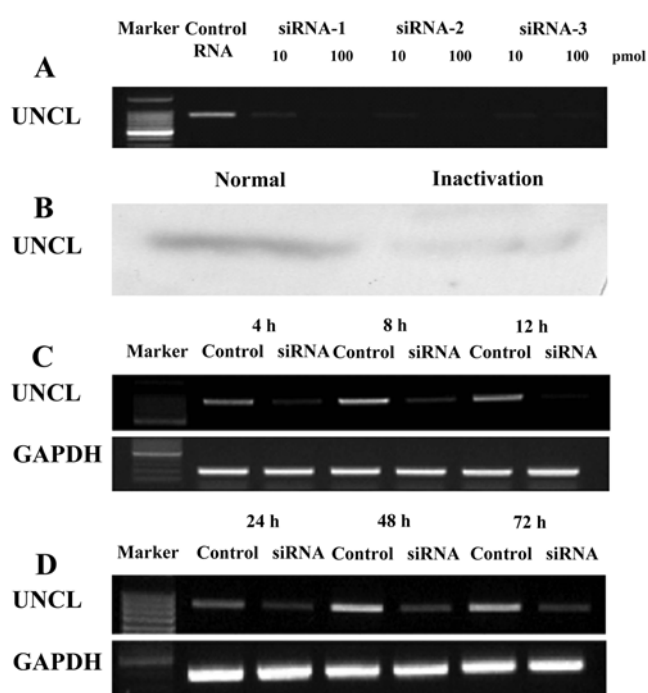 Marker Control RNA siRNA-1 siRNA-2 siRNA-3
10 100 10 100 10 100 pmol
A
UNCL
Normal Inactivation
B
UNCL
4 h 8 h 12 h
C
Marker Control siRNA Control siRNA Control siRNA
UNCL
GAPDH
24 h 48 h 72 h
D
Marker Control siRNA Control siRNA Control siRNA
UNCL
GAPDH